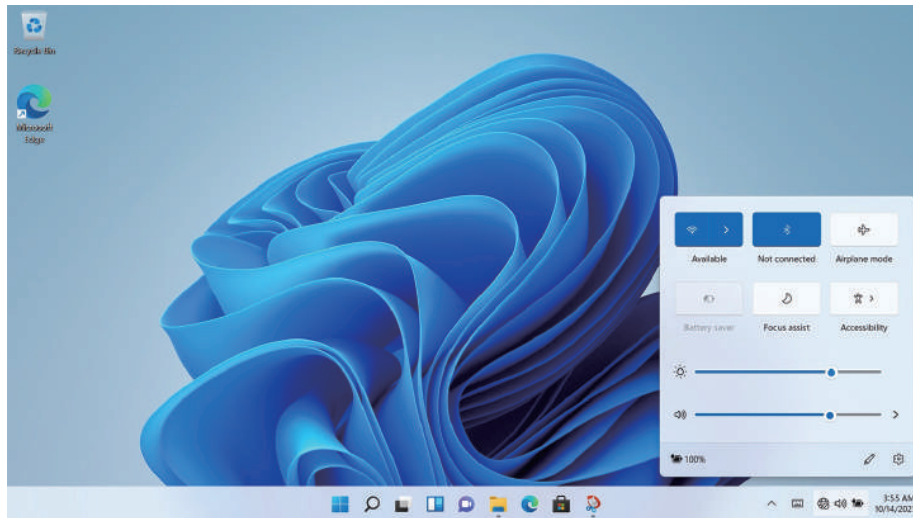 Recycle Bin
Microsoft
Edge
Available
Not connected
Airplane mode
Battery saver
Focus assist
Accessibility
100%
3:55 AM